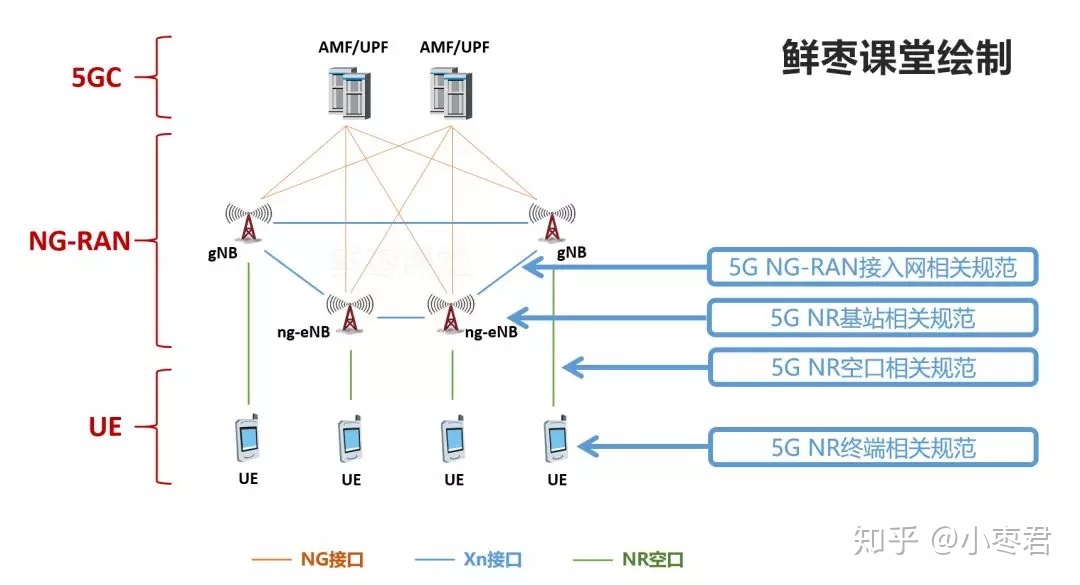 鲜枣课堂绘制
AMF/UPF
AMF/UPF
5GC
NG-RAN
gNB
gNB
5G NG-RAN接入网相关规范
ng-eNB
ng-eNB
5G NR基站相关规范
5G NR空口相关规范
UE
5G NR终端相关规范
UE
UE
UE
UE
NG接口
Xn接口
NR空口
知乎 @小枣君